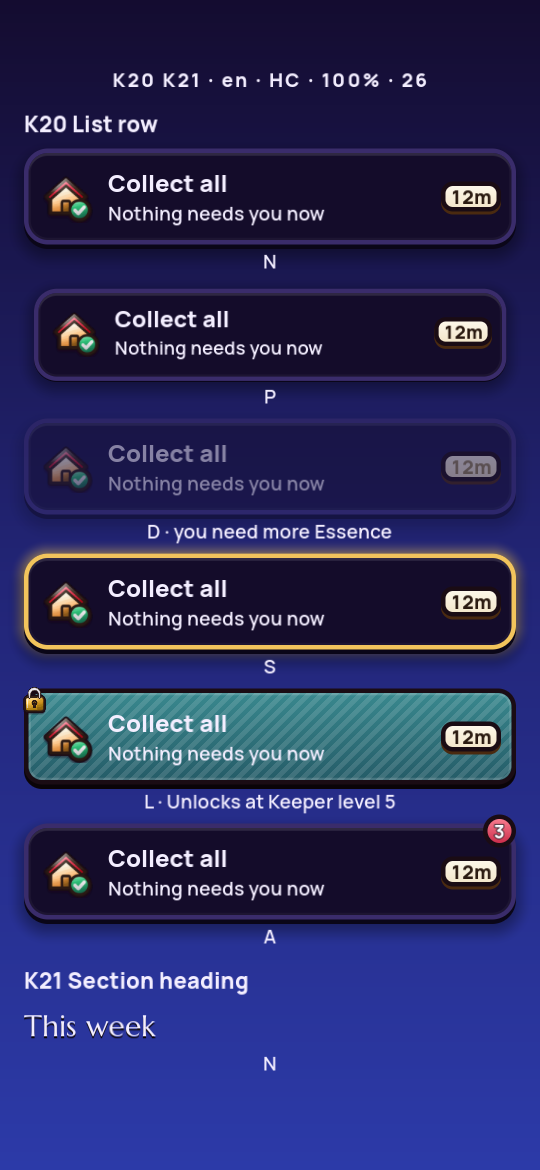 K20 K21 · en · HC · 100% · 26
K20 List row
Collect all
Nothing needs you now
12m
N
Collect all
Nothing needs you now
12m
P
Collect all
Nothing needs you now
12m
D · you need more Essence
Collect all
Nothing needs you now
12m
S
Collect all
Nothing needs you now
12m
L · Unlocks at Keeper level 5
3
Collect all
Nothing needs you now
12m
A
K21 Section heading
This week
N